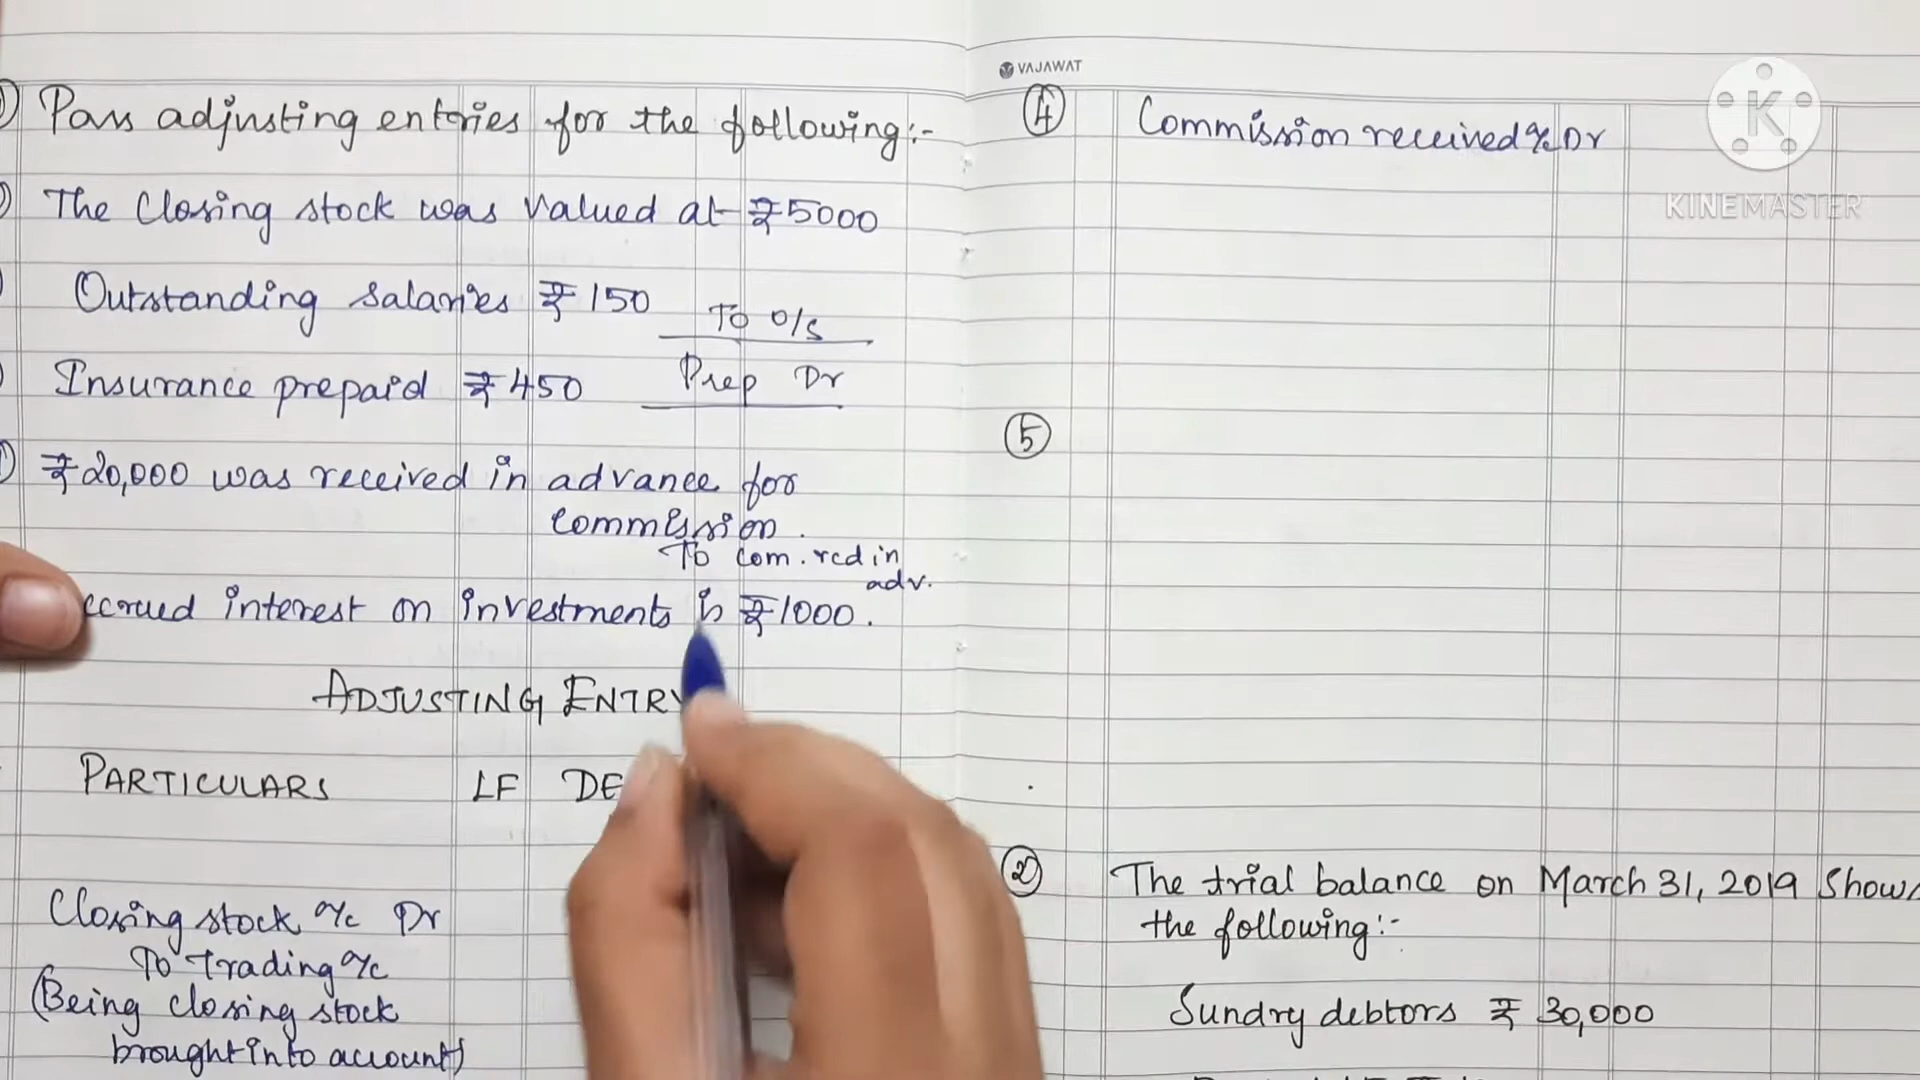 Pass adjusting entries for the following:-
The Closing stock was valued at ₹5000
Outstanding salaries ₹150
To O/S
Insurance prepaid ₹450
Prep Dr
₹20,000 was received in advance for
commission.
To Com. rcd in
adv.
ccrued interest on investments is ₹1000.
ADJUSTING ENTRY
PARTICULARS LF DE
Closing stock a/c Dr
To trading a/c
(Being closing stock
brought into account)
VAJAWAT
④ Commission received a/c Dr
⑤
② The trial balance on March 31, 2019 Shows
the following:-
Sundry debtors ₹ 30,000
K
KINEMASTER